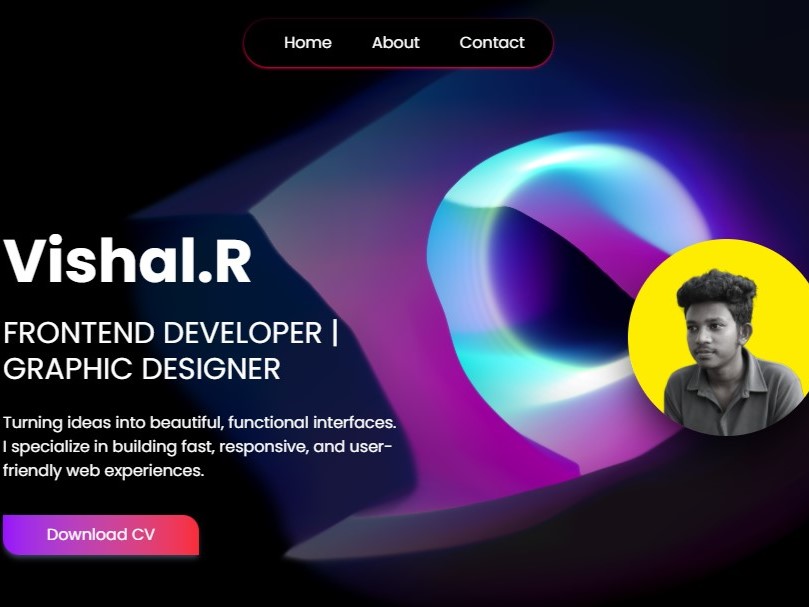 Home About Contact
Vishal.R
FRONTEND DEVELOPER |
GRAPHIC DESIGNER
Turning ideas into beautiful, functional interfaces.
I specialize in building fast, responsive, and user-
friendly web experiences.
Download CV